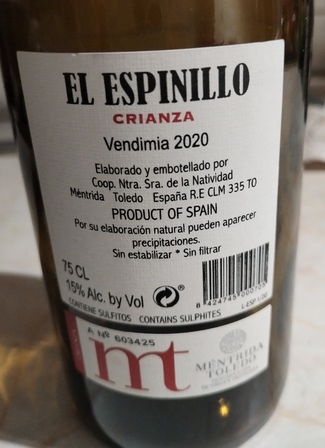 EL ESPINILLO
CRIANZA
Vendimia 2020
Elaborado y embotellado por
Coop. Ntra. Sra. de la Natividad
Méntrida Toledo España R.E CLM 335 TO
PRODUCT OF SPAIN
Por su elaboración natural pueden aparecer
precipitaciones.
Sin estabilizar * Sin filtrar
75 CL
15% Alc. by Vol
CONTIENE SULFITOS CONTAINS SULPHITES
A Nº 603425
mt
MÉNTRIDA
TOLEDO